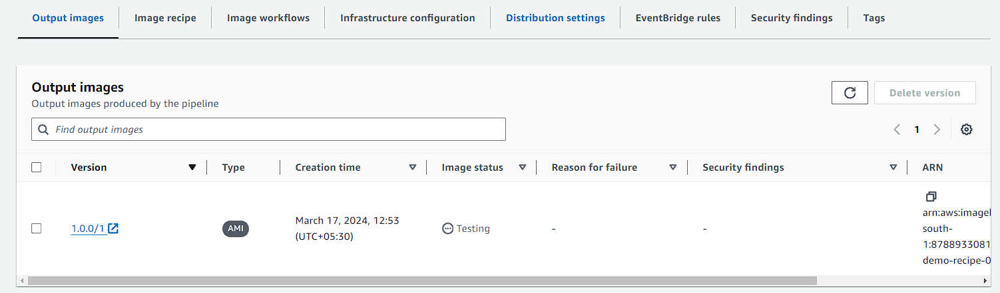 Output images Image recipe Image workflows Infrastructure configuration Distribution settings EventBridge rules Security findings Tags
Output images
Output images produced by the pipeline
Delete version
Find output images
1
Version Type Creation time Image status Reason for failure Security findings ARN
1.0.0/1 AMI March 17, 2024, 12:53 (UTC+05:30) Testing - -
arn:aws:imagel
south-
1:8788933081
demo-recipe-0